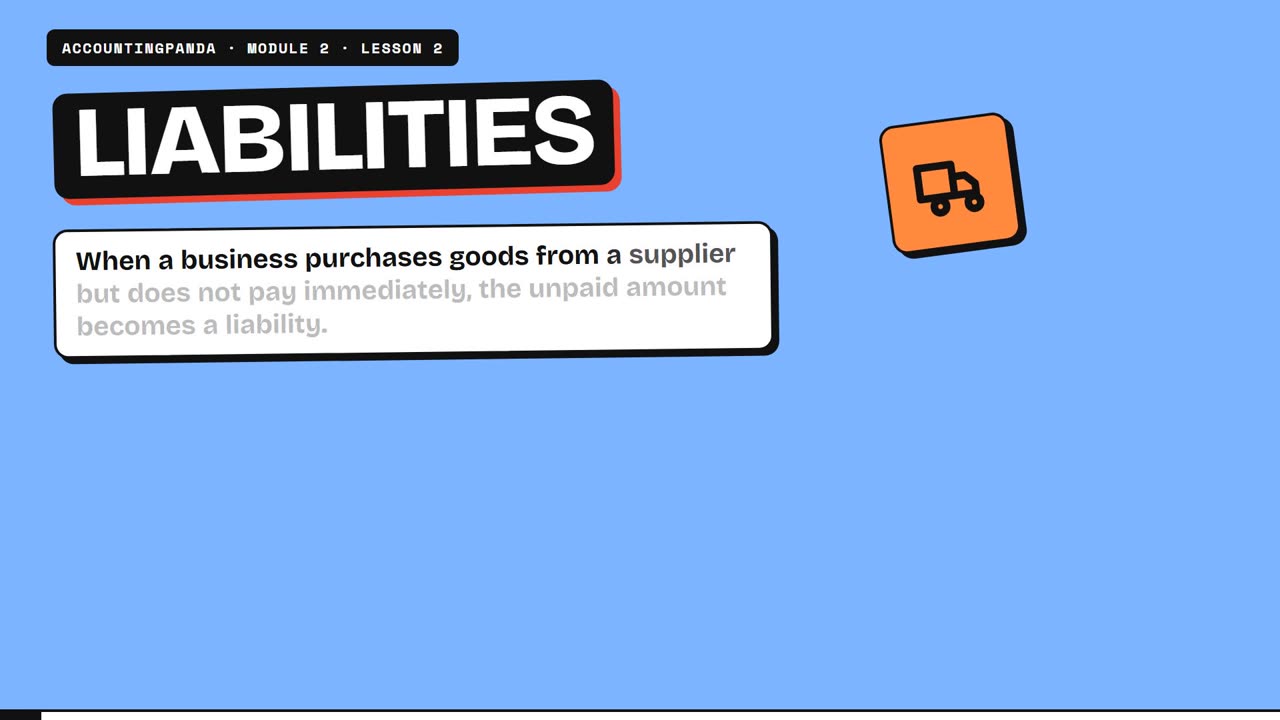 ACCOUNTINGPANDA · MODULE 2 · LESSON 2
LIABILITIES
When a business purchases goods from a supplier
but does not pay immediately, the unpaid amount
becomes a liability.